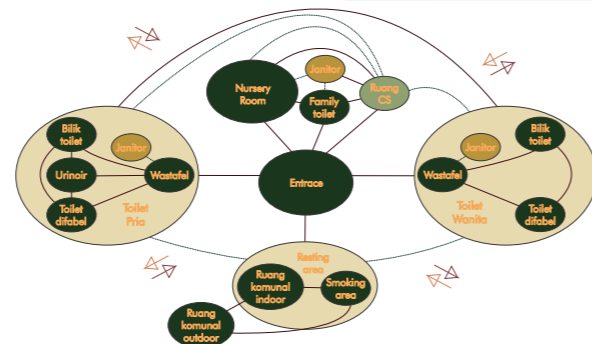 Nursery
Room
Janitor
Family
toilet
Ruang
CS
Bilik
toilet
Janitor
Urinoir
Wastafel
Toilet
difabel
Toilet
Pria
Entrace
Bilik
toilet
Janitor
Wastafel
Toilet
difabel
Toilet
Wanita
Resting
area
Ruang
komunal
indoor
Smoking
area
Ruang
komunal
outdoor